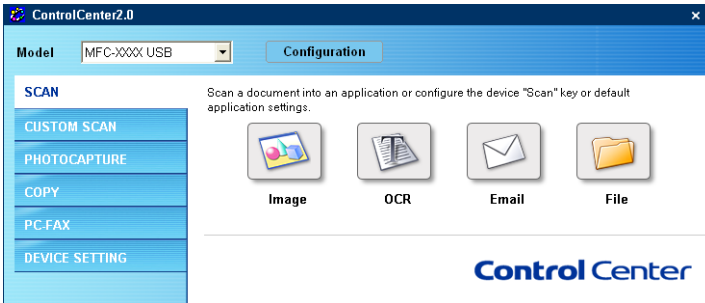 ControlCenter2.0
Model MFC-XXXX USB Configuration
SCAN
CUSTOM SCAN
PHOTOCAPTURE
COPY
PC-FAX
DEVICE SETTING
Scan a document into an application or configure the device "Scan" key or default
application settings.
Image OCR Email File
Control Center